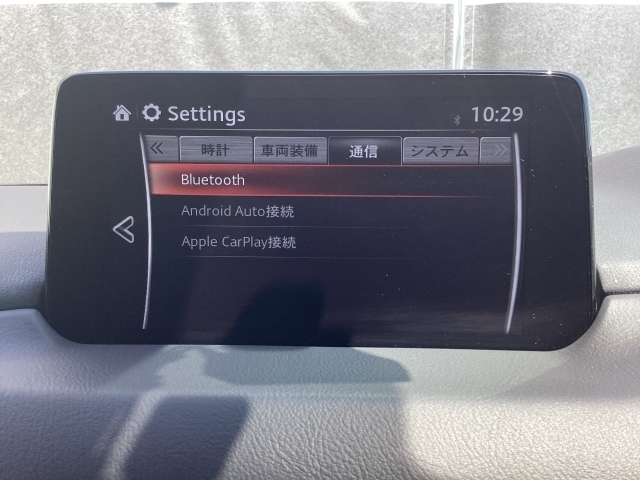 Settings 10:29
時計 車両装備 通信 システム
Bluetooth
Android Auto接続
Apple CarPlay接続